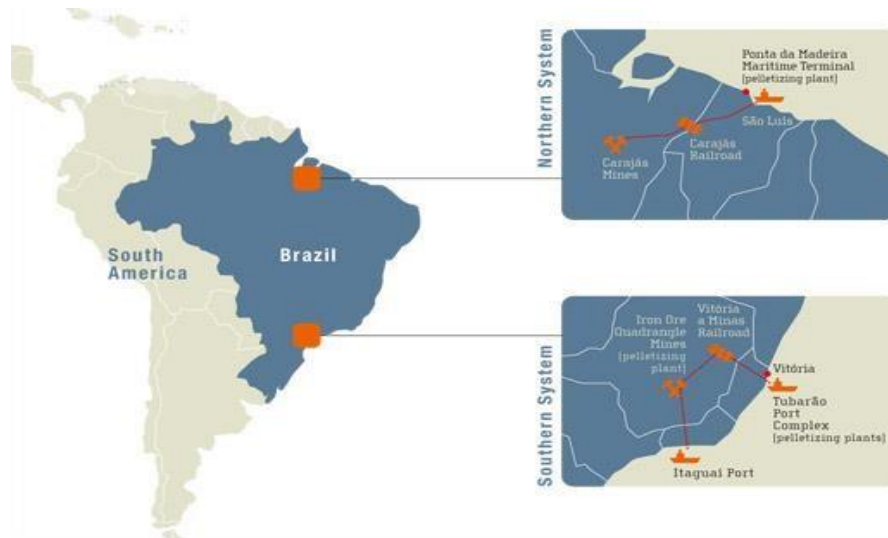 South
America
Brazil
Northern System
Ponta da Madeira
Maritime Terminal
(pelletizing plant)
São Luís
Carajás
Railroad
Carajás
Mines
Southern System
Iron Ore
Quadrangle
Mines
(pelletizing
plant)
Vitória
a Minas
Railroad
Vitória
Tubarão
Port
Complex
(pelletizing plants)
Itaguaí Port